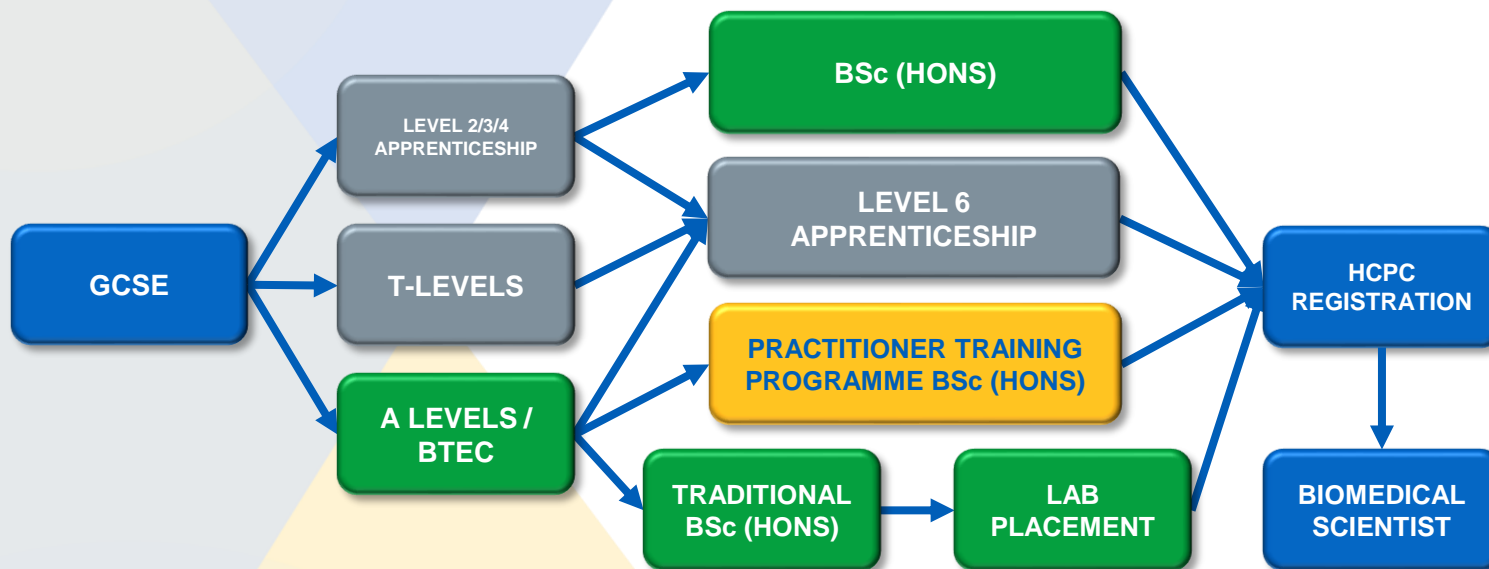 BSc (HONS)
LEVEL 2/3/4
APPRENTICESHIP
LEVEL 6
APPRENTICESHIP
GCSE
T-LEVELS
HCPC
REGISTRATION
PRACTITIONER TRAINING
PROGRAMME BSc (HONS)
A LEVELS /
BTEC
TRADITIONAL
BSc (HONS)
LAB
PLACEMENT
BIOMEDICAL
SCIENTIST